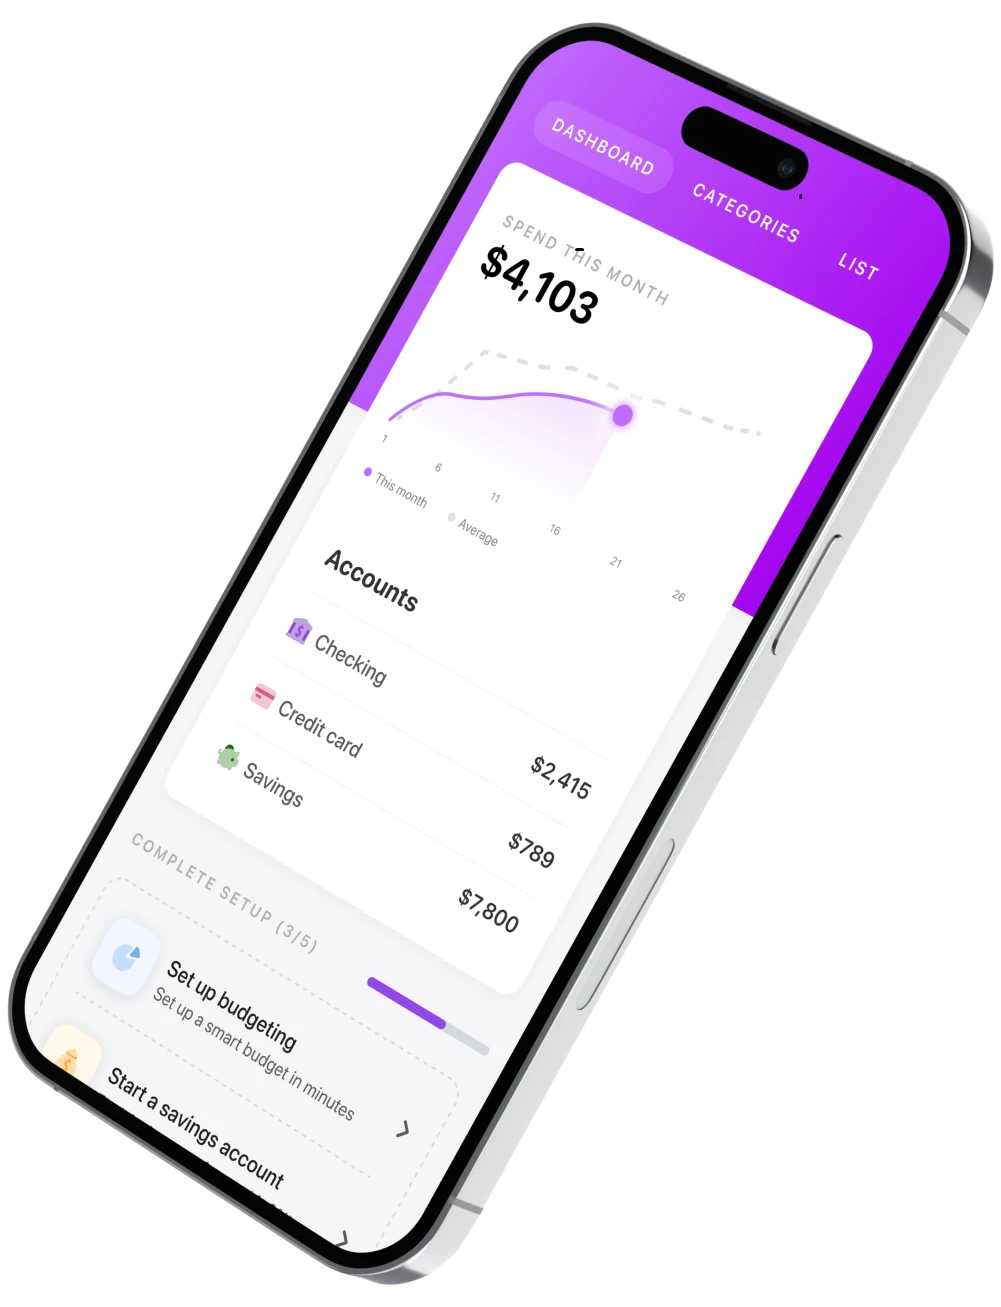 DASHBOARD CATEGORIES LIST
SPEND THIS MONTH
$4,103
1 6 11 16 21 26
This month Average
Accounts
Checking $2,415
Credit card $789
Savings $7,800
COMPLETE SETUP (3/5)
Set up budgeting
Set up a smart budget in minutes
Start a savings account